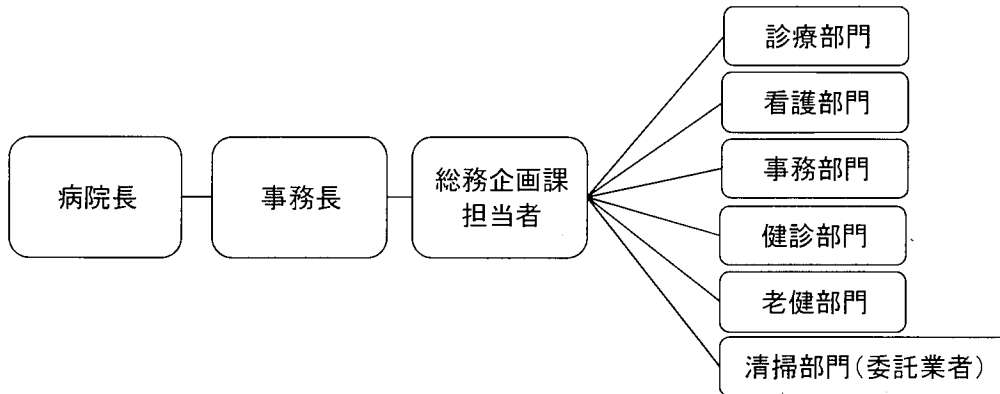 病院長
事務長
総務企画課
担当者
診療部門
看護部門
事務部門
健診部門
老健部門
清掃部門(委託業者)